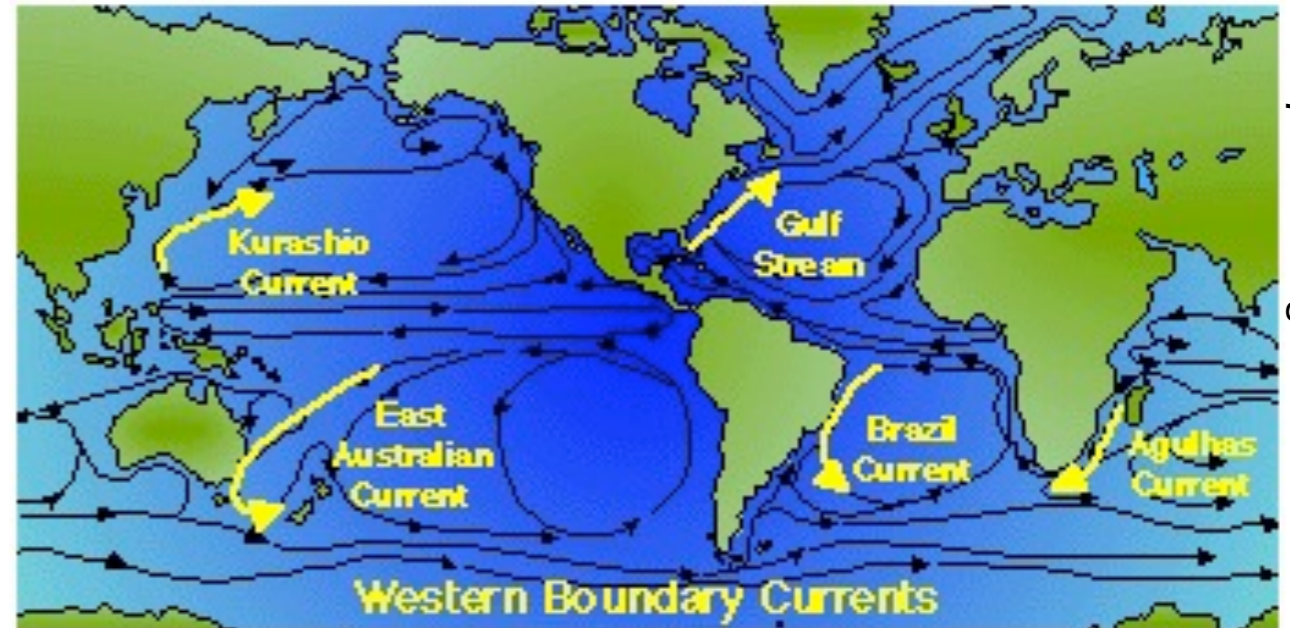 Kurashio
Current
Gulf
Stream
East
Australian
Current
Brazil
Current
Agulhas
Current
Western Boundary Currents